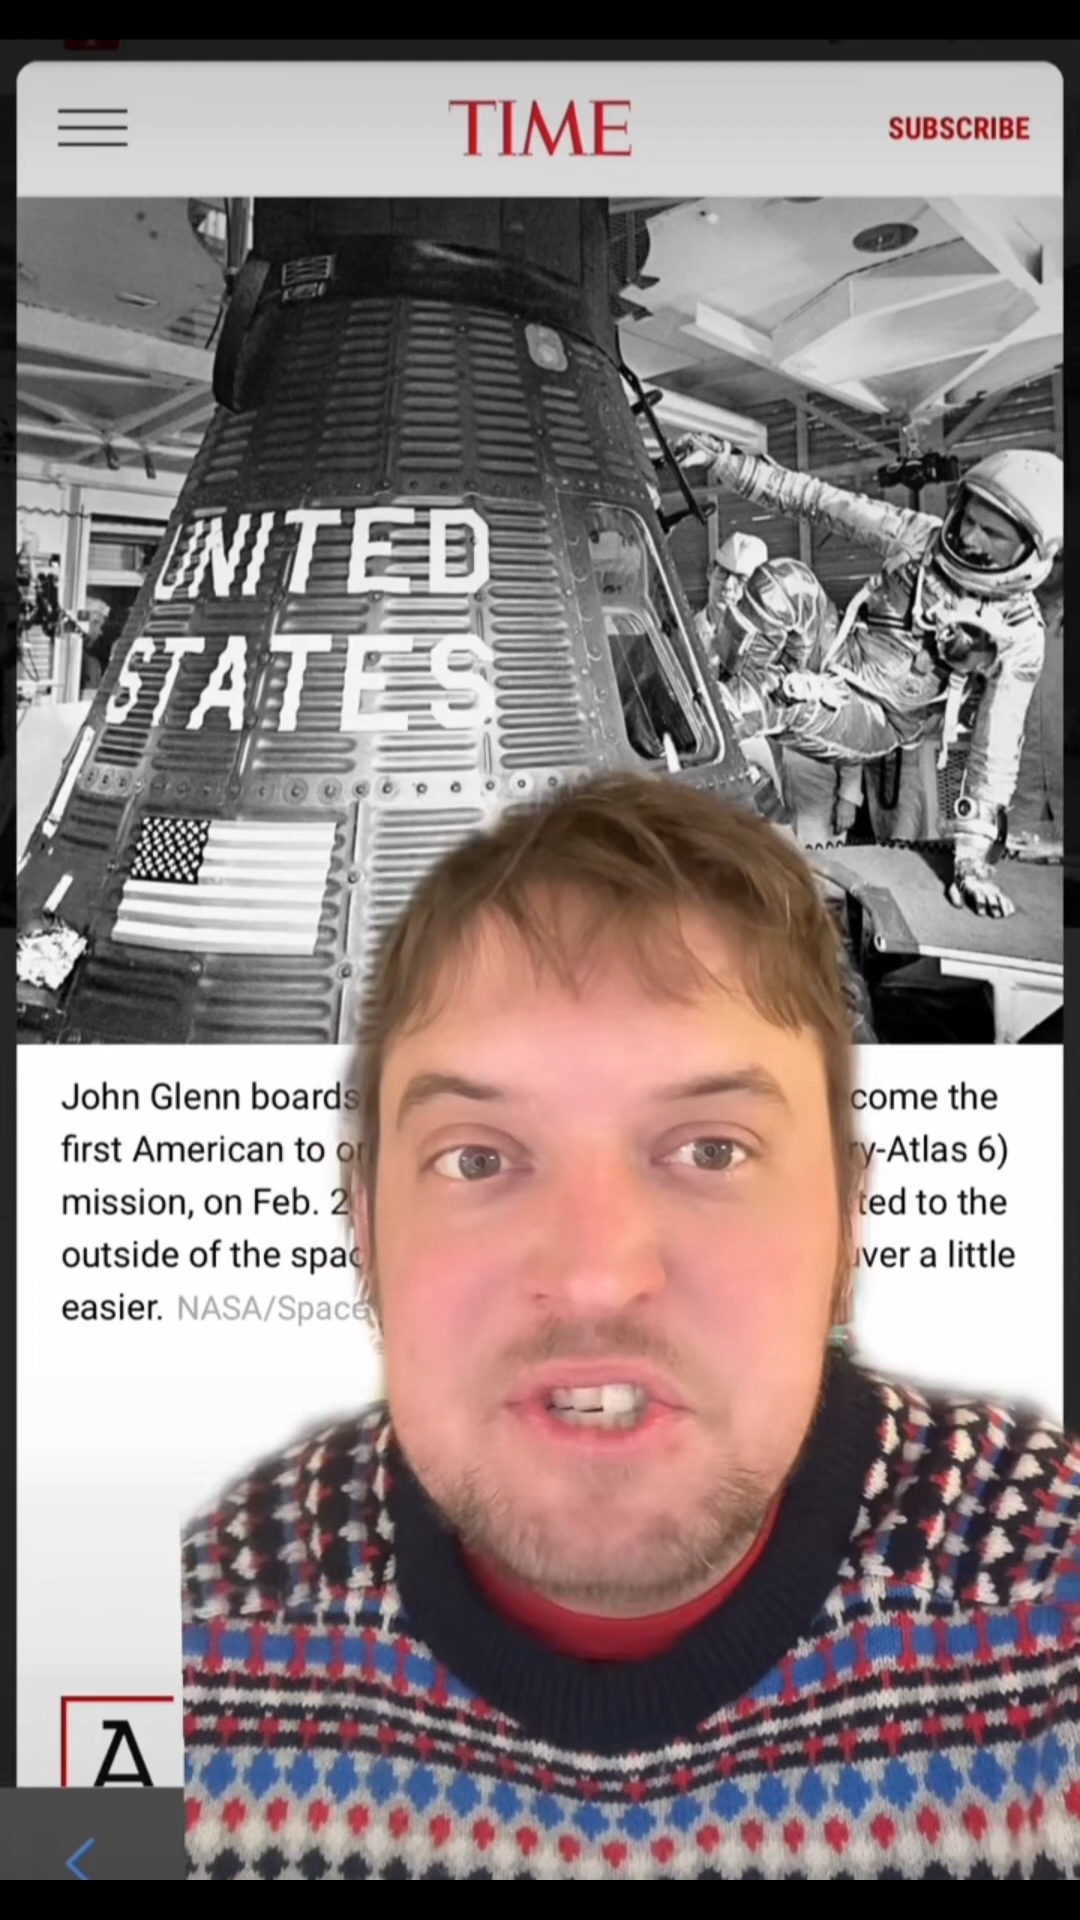 TIME
SUBSCRIBE
UNITED
STATES
John Glenn boards come the
first American to or y-Atlas 6)
mission, on Feb. 2 ted to the
outside of the spac ver a little
easier. NASA/Space
A